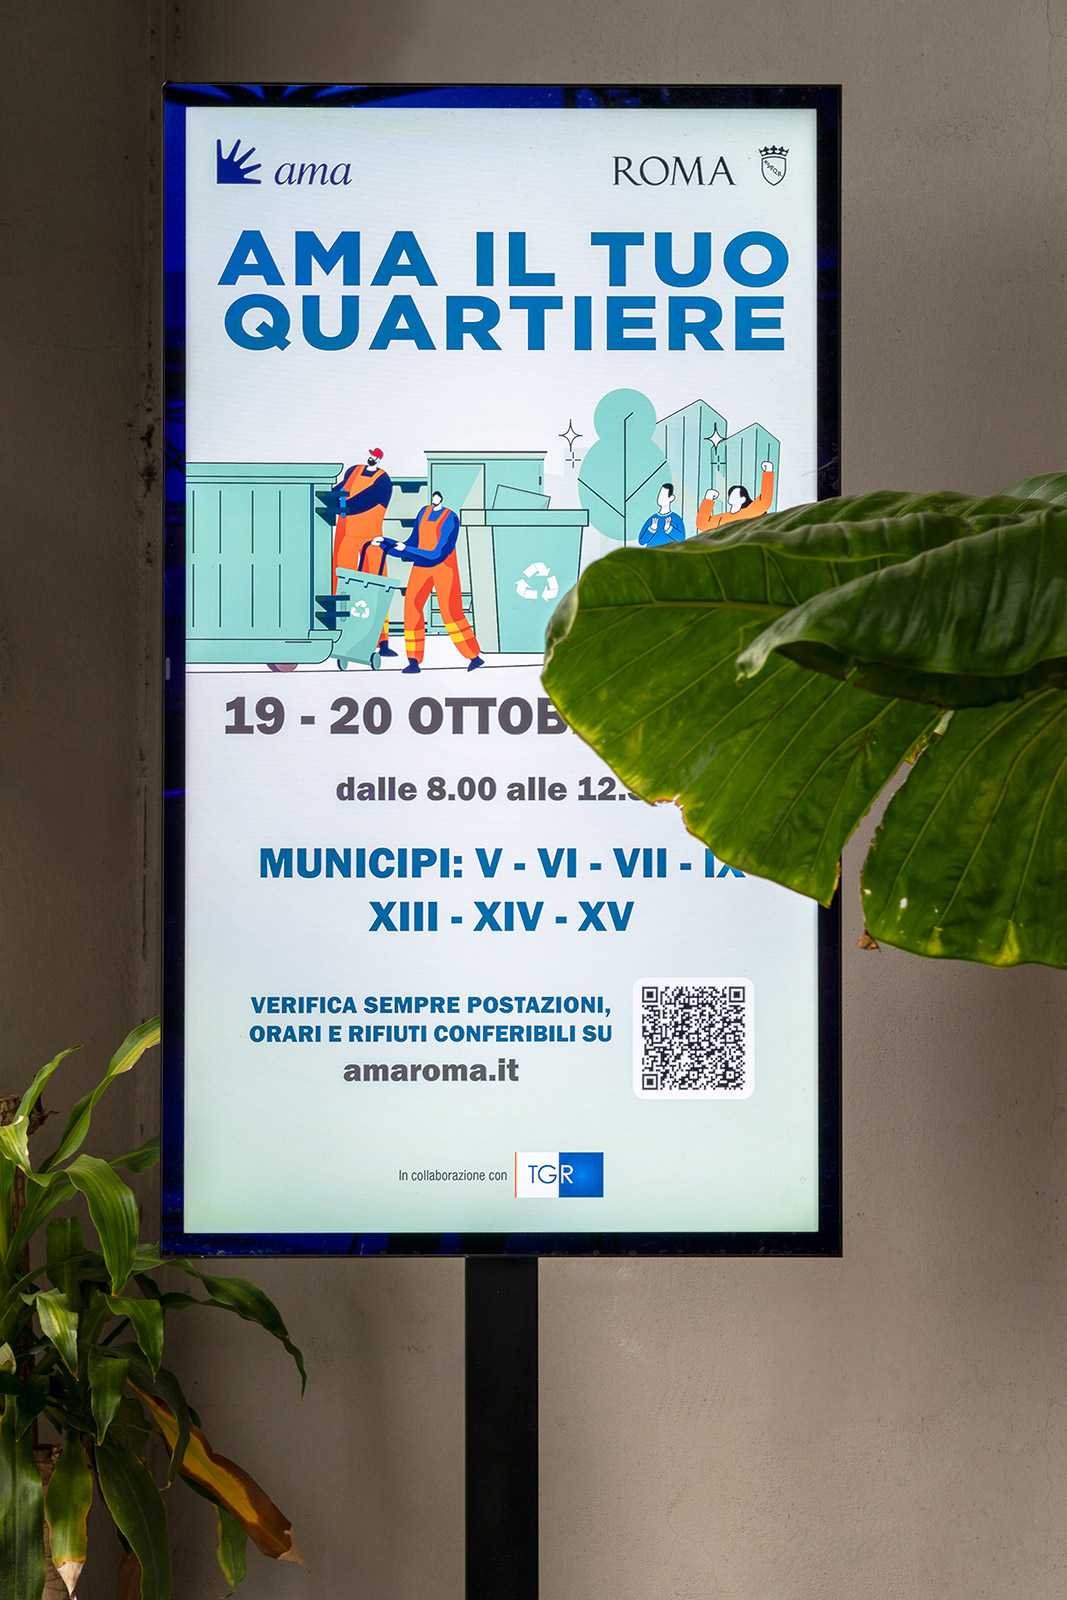 ama
ROMA
AMA IL TUO
QUARTIERE
19 - 20
dalle 8.00 alle
MUNICIPI: V - VI - VII - IX
XIII - XIV - XV
VERIFICA SEMPRE POSTAZIONI,
ORARI E RIFIUTI CONFERIBILI SU
amaroma.it
In collaborazione con TGR